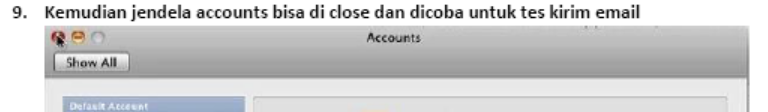 9. Kemudian jendela accounts bisa di close dan dicoba untuk tes kirim email
Accounts
Show All
Default Account